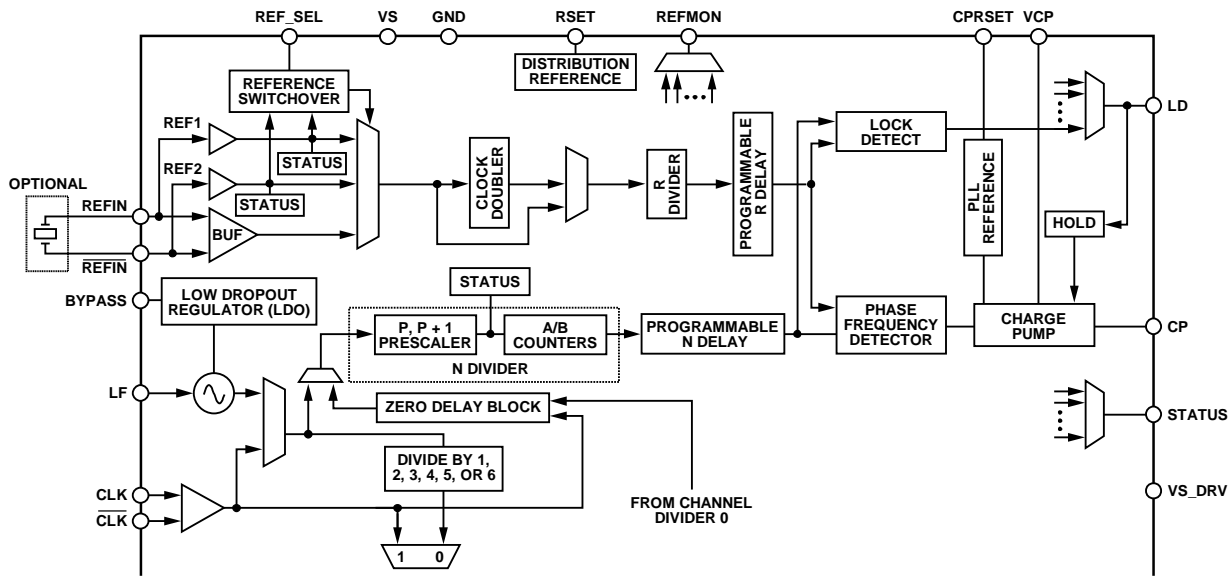 REF_SEL
VS
GND
RSET
REFMON
CPRSET
VCP
DISTRIBUTION
REFERENCE
REFERENCE
SWITCHOVER
REF1
STATUS
REF2
STATUS
OPTIONAL
REFIN
REFIN
BUF
CLOCK
DOUBLER
R
DIVIDER
PROGRAMMABLE
R DELAY
LOCK
DETECT
PLL
REFERENCE
HOLD
LD
BYPASS
LOW DROPOUT
REGULATOR (LDO)
STATUS
P, P + 1
PRESCALER
A/B
COUNTERS
N DIVIDER
PROGRAMMABLE
N DELAY
PHASE
FREQUENCY
DETECTOR
CHARGE
PUMP
CP
LF
ZERO DELAY BLOCK
STATUS
DIVIDE BY 1,
2, 3, 4, 5, OR 6
CLK
CLK
FROM CHANNEL
DIVIDER 0
VS_DRV
1 0